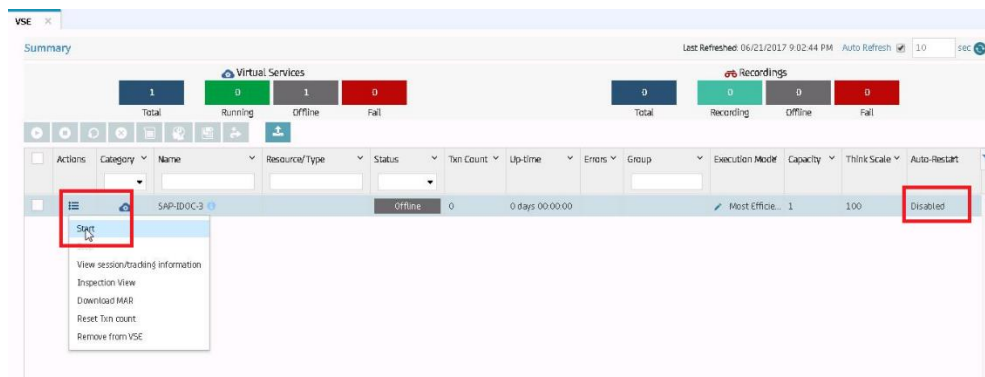 VSE
Summary
Last Refreshed: 06/21/2017 9:02:44 PM Auto Refresh 10 sec
Virtual Services
Recordings
1 0 1 0 0 0 0 0
Total Running Offline Fail Total Recording Offline Fail
Actions Category Name Resource/Type Status Txn Count Up-time Errors Group Execution Mode Capacity Think Scale Auto-Restart
SAP-IDOC-3 Offline 0 0 days 00:00:00 Most Efficie... 1 100 Disabled
Start
View session/tracking information
Inspection View
Download MAR
Reset Txn count
Remove from VSE